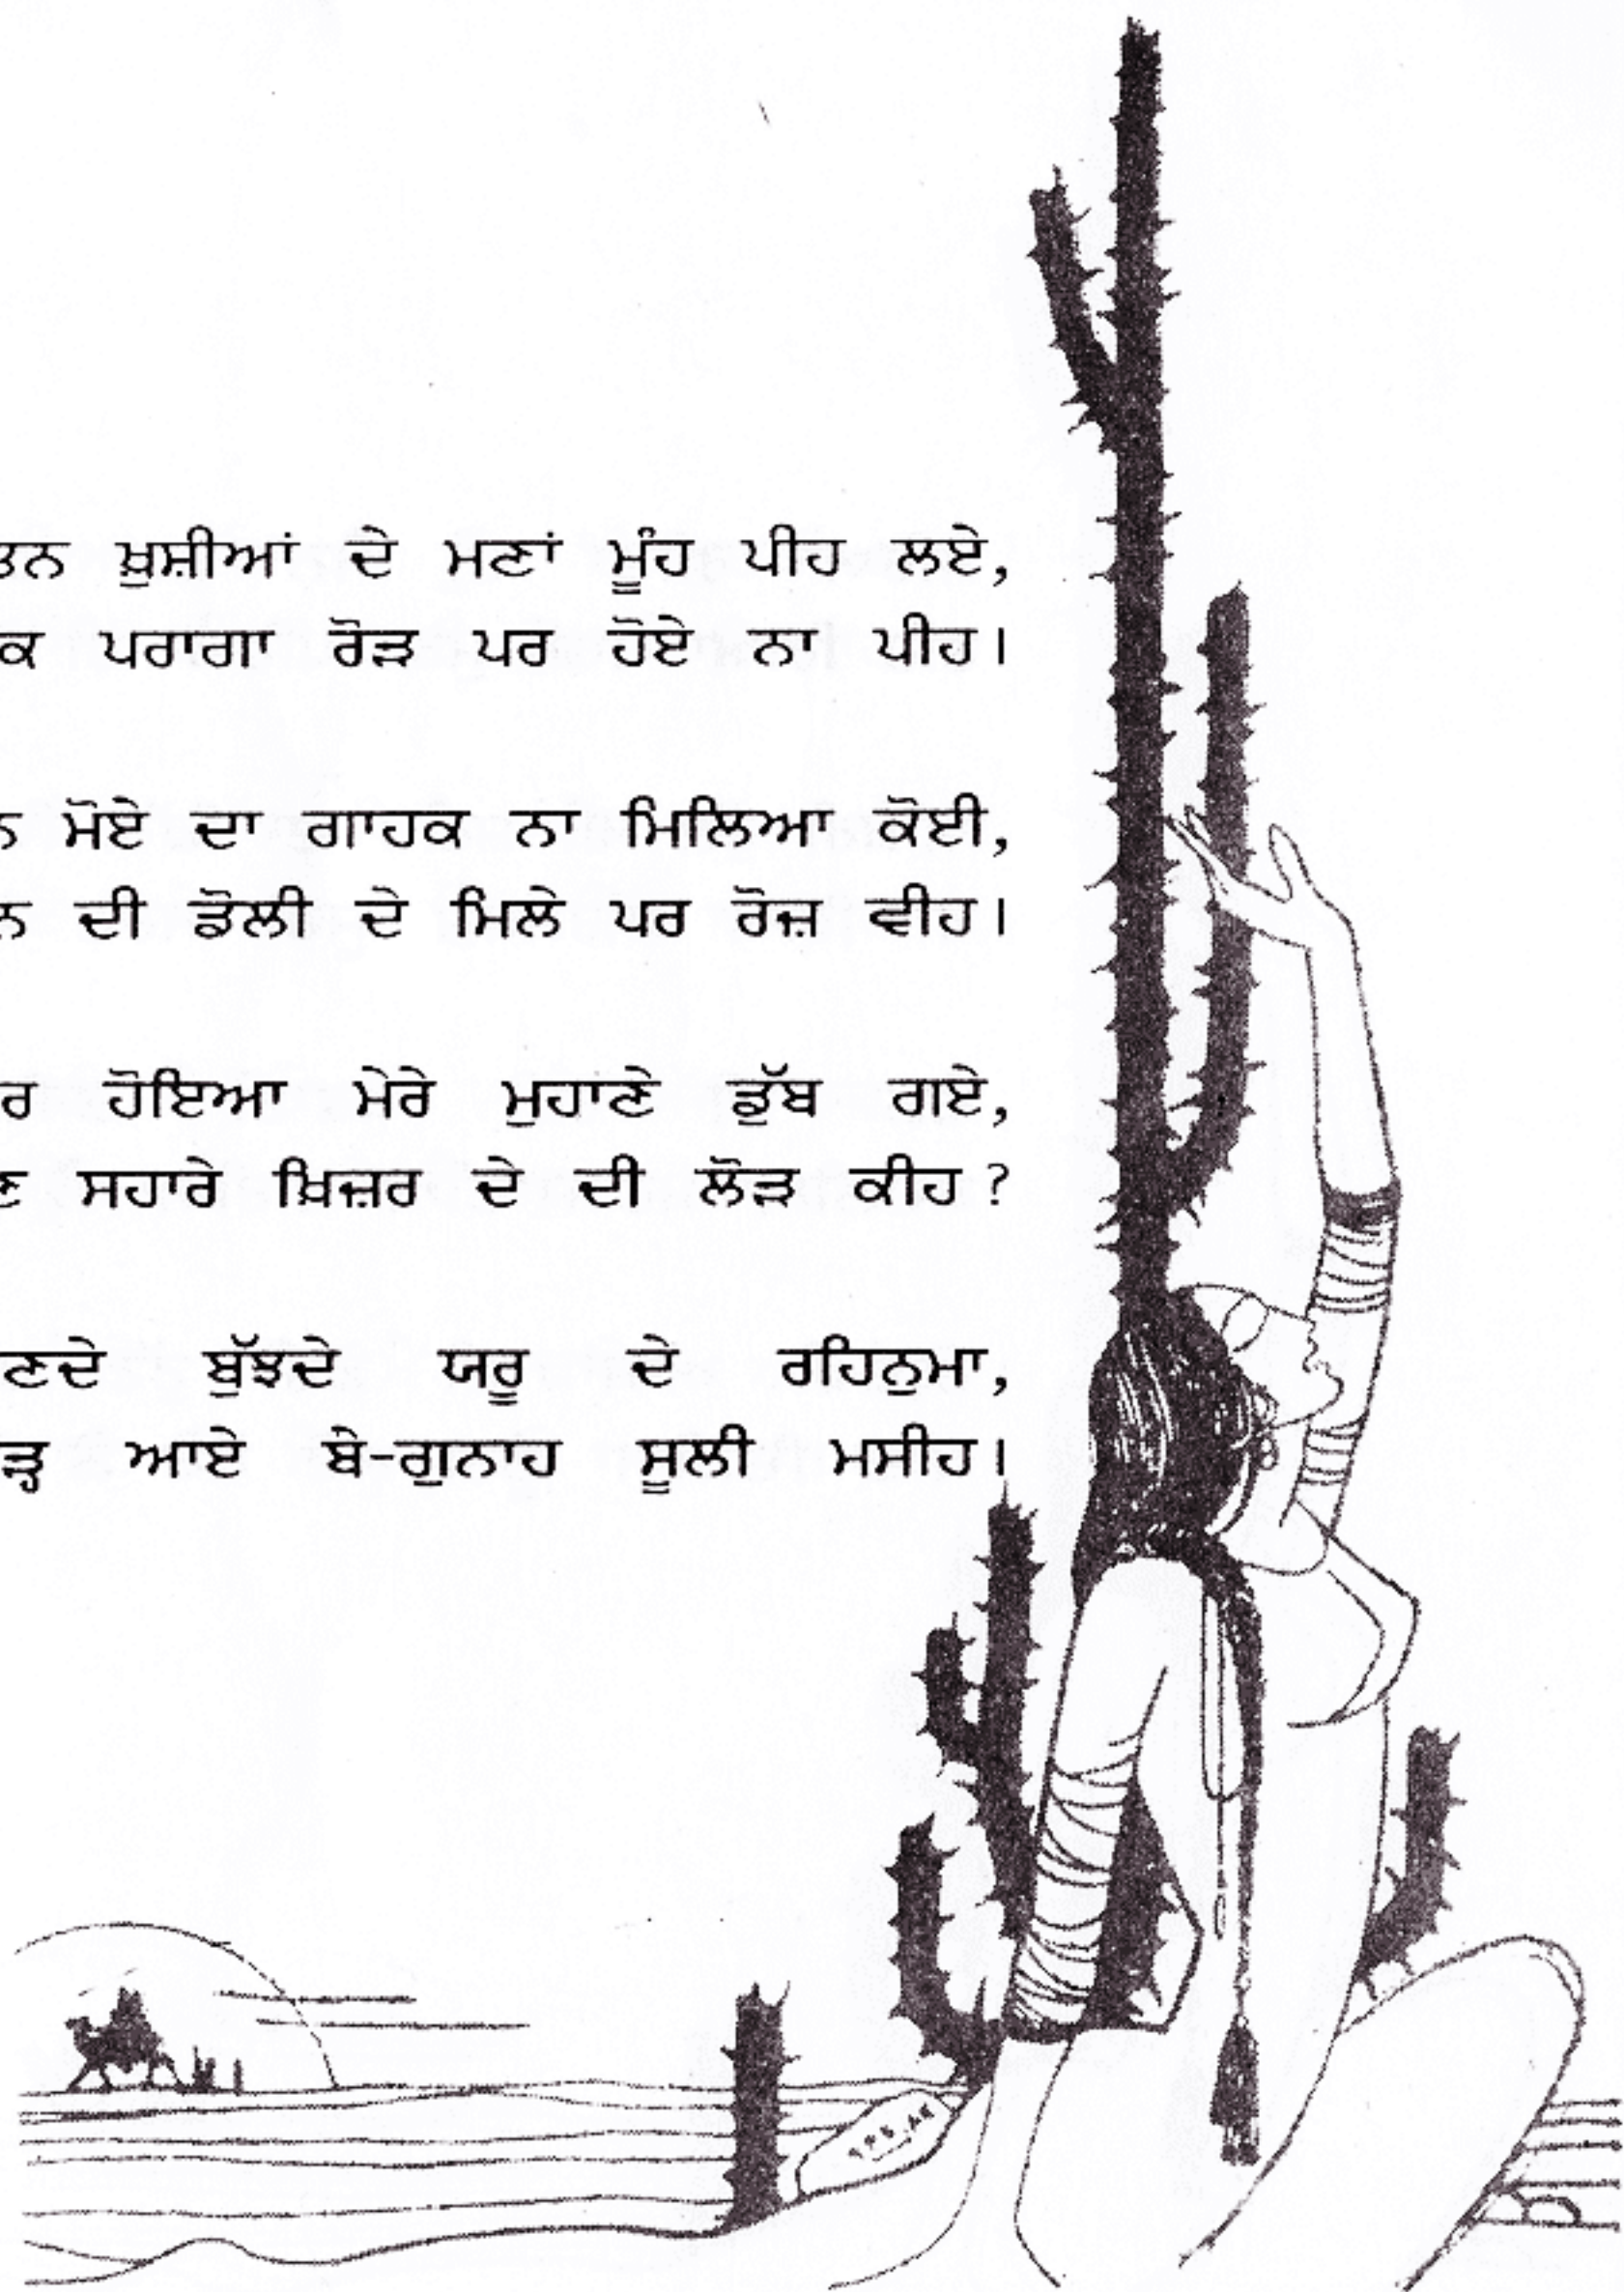 ਤਨ ਖ਼ੁਸ਼ੀਆਂ ਦੇ ਮਣਾਂ ਮੂੰਹ ਪੀਹ ਲਏ,
ਕ ਪਰਾਗਾ ਰੋੜ ਪਰ ਹੋਏ ਨਾ ਪੀਹ।
ਨ ਮੋਏ ਦਾ ਗਾਹਕ ਨਾ ਮਿਲਿਆ ਕੋਈ,
ਨ ਦੀ ਡੋਲੀ ਦੇ ਮਿਲੇ ਪਰ ਰੋਜ਼ ਵੀਹ।
ਰ ਹੋਇਆ ਮੇਰੇ ਮੁਹਾਣੇ ਡੁੱਬ ਗਏ,
ਣ ਸਹਾਰੇ ਖ਼ਿਜ਼ਰ ਦੇ ਦੀ ਲੋੜ ਕੀਹ ?
ਣਦੇ ਬੁੱਝਦੇ ਯਰੂ ਦੇ ਰਹਿਨੁਮਾ,
ੜ੍ਹ ਆਏ ਬੇ-ਗੁਨਾਹ ਸੂਲੀ ਮਸੀਹ।